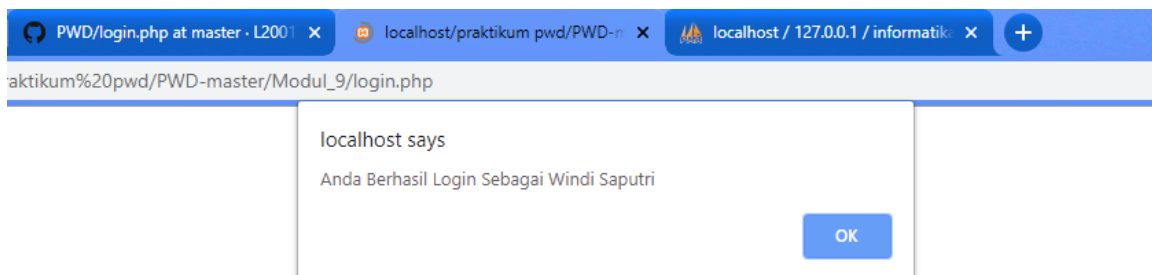 PWD/login.php at master · L2001
localhost/praktikum pwd/PWD-m
localhost / 127.0.0.1 / informatika
raktikum%20pwd/PWD-master/Modul_9/login.php
localhost says
Anda Berhasil Login Sebagai Windi Saputri
OK